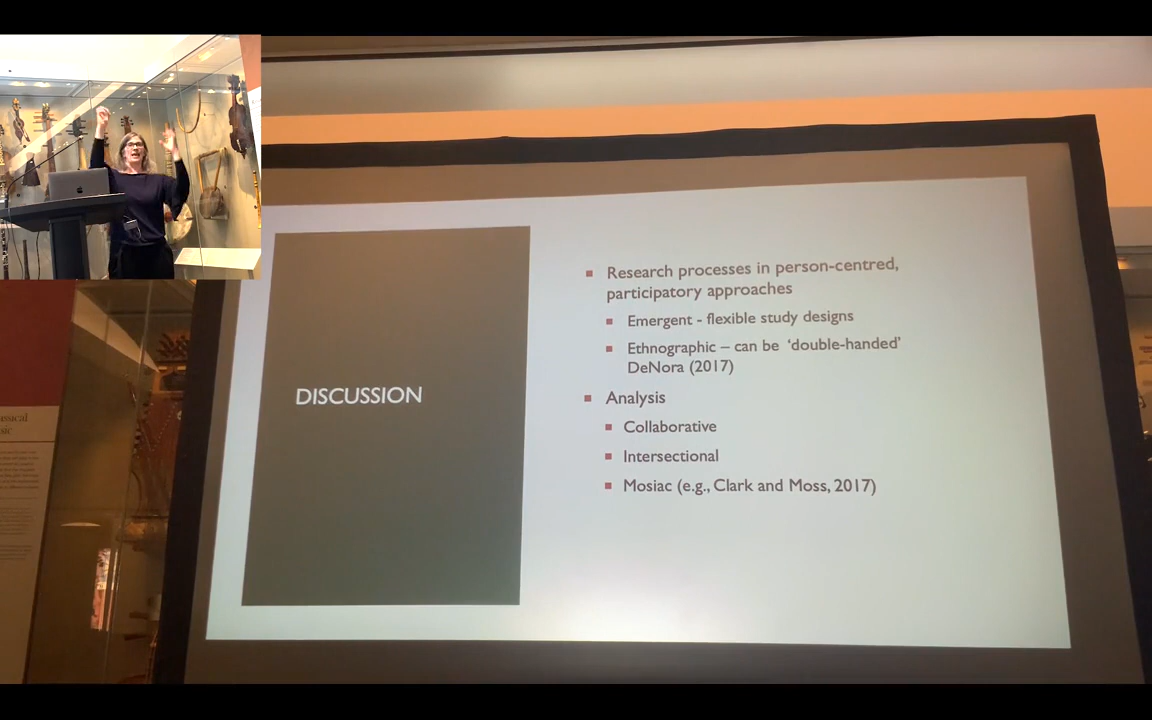 DISCUSSION
Research processes in person-centred,
participatory approaches
Emergent - flexible study designs
Ethnographic – can be ‘double-handed’
DeNora (2017)
Analysis
Collaborative
Intersectional
Mosiac (e.g., Clark and Moss, 2017)